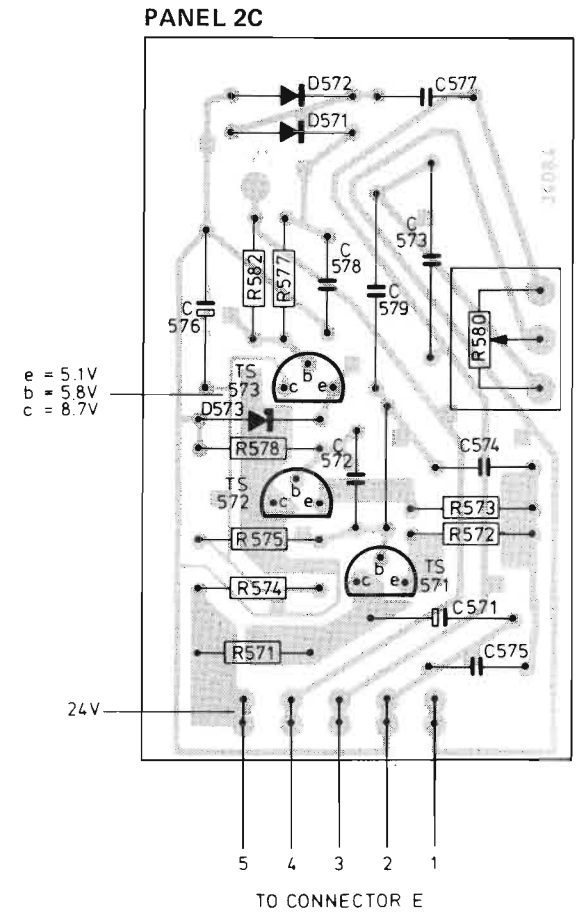 PANEL 2C
D572
C577
D571
C
573
C
578
R582
R577
C
579
C
576
R580
e = 5.1V
b = 5.8V
c = 8.7V
TS
573
b
c
e
D573
R578
C
572
C574
TS
572
b
c
e
R573
R572
R575
b
c
e
TS
571
R574
C571
R571
C575
24V
5 4 3 2 1
TO CONNECTOR E